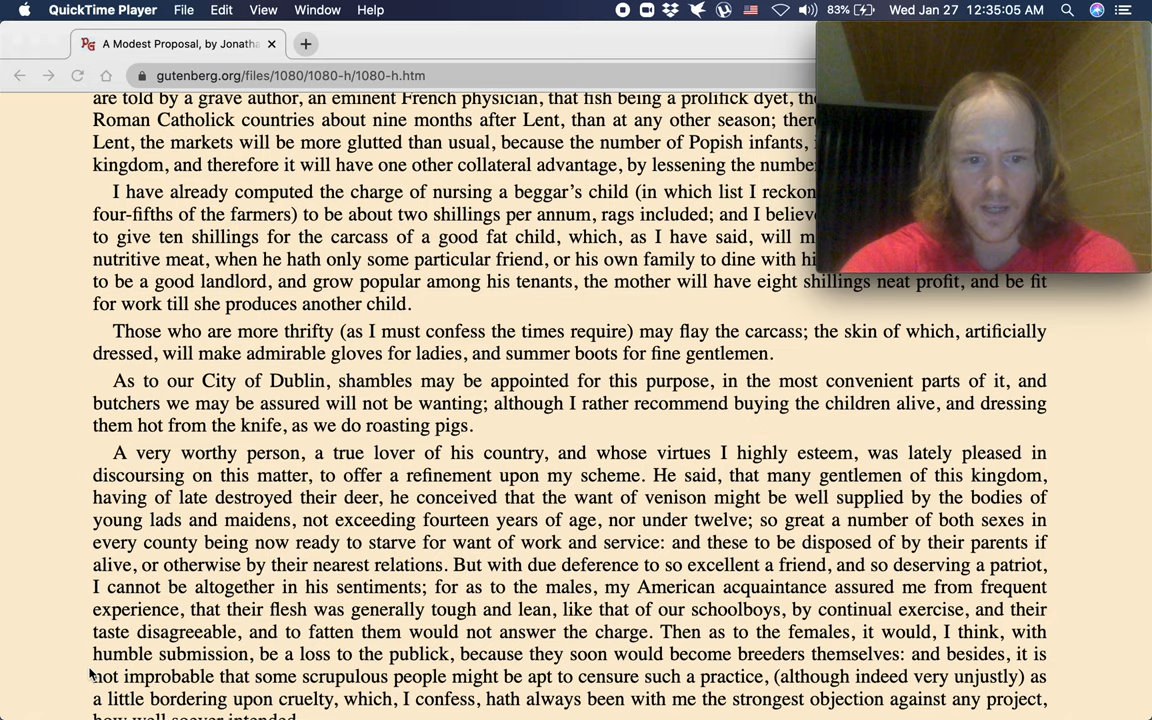 QuickTime Player File Edit View Window Help 83% Wed Jan 27 12:35:05 AM
A Modest Proposal, by Jonatha
gutenberg.org/files/1080/1080-h/1080-h.htm
are told by a grave author, an eminent French physician, that fish being a prolifick dyet, the
Roman Catholick countries about nine months after Lent, than at any other season; ther
Lent, the markets will be more glutted than usual, because the number of Popish infants,
kingdom, and therefore it will have one other collateral advantage, by lessening the numbe
I have already computed the charge of nursing a beggar’s child (in which list I reckon
four-fifths of the farmers) to be about two shillings per annum, rags included; and I believ
to give ten shillings for the carcass of a good fat child, which, as I have said, will m
nutritive meat, when he hath only some particular friend, or his own family to dine with hi
to be a good landlord, and grow popular among his tenants, the mother will have eight shillings neat profit, and be fit
for work till she produces another child.
Those who are more thrifty (as I must confess the times require) may flay the carcass; the skin of which, artificially
dressed, will make admirable gloves for ladies, and summer boots for fine gentlemen.
As to our City of Dublin, shambles may be appointed for this purpose, in the most convenient parts of it, and
butchers we may be assured will not be wanting; although I rather recommend buying the children alive, and dressing
them hot from the knife, as we do roasting pigs.
A very worthy person, a true lover of his country, and whose virtues I highly esteem, was lately pleased in
discoursing on this matter, to offer a refinement upon my scheme. He said, that many gentlemen of this kingdom,
having of late destroyed their deer, he conceived that the want of venison might be well supplied by the bodies of
young lads and maidens, not exceeding fourteen years of age, nor under twelve; so great a number of both sexes in
every county being now ready to starve for want of work and service: and these to be disposed of by their parents if
alive, or otherwise by their nearest relations. But with due deference to so excellent a friend, and so deserving a patriot,
I cannot be altogether in his sentiments; for as to the males, my American acquaintance assured me from frequent
experience, that their flesh was generally tough and lean, like that of our schoolboys, by continual exercise, and their
taste disagreeable, and to fatten them would not answer the charge. Then as to the females, it would, I think, with
humble submission, be a loss to the publick, because they soon would become breeders themselves: and besides, it is
not improbable that some scrupulous people might be apt to censure such a practice, (although indeed very unjustly) as
a little bordering upon cruelty, which, I confess, hath always been with me the strongest objection against any project,
how well soever intended.